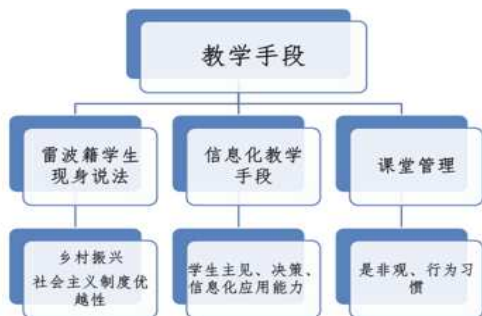 教学手段
雷波籍学生
现身说法
信息化教学
手段
课堂管理
乡村振兴
社会主义制度优
越性
学生主见、决策、
信息化应用能力
是非观、行为习
惯